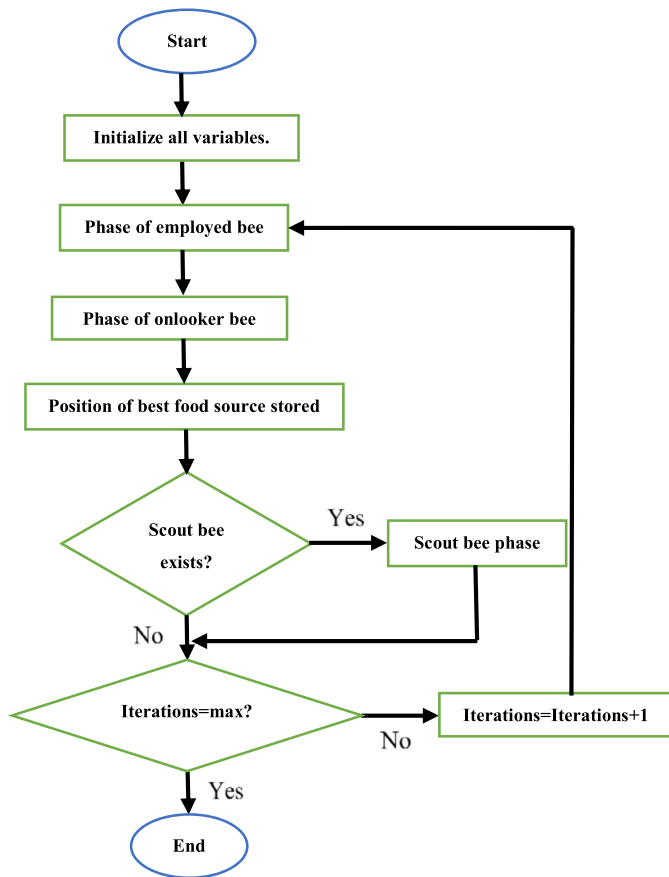 Start
Initialize all variables.
Phase of employed bee
Phase of onlooker bee
Position of best food source stored
Scout bee
exists?
Yes
Scout bee phase
No
Iterations=max?
No
Iterations=Iterations+1
Yes
End